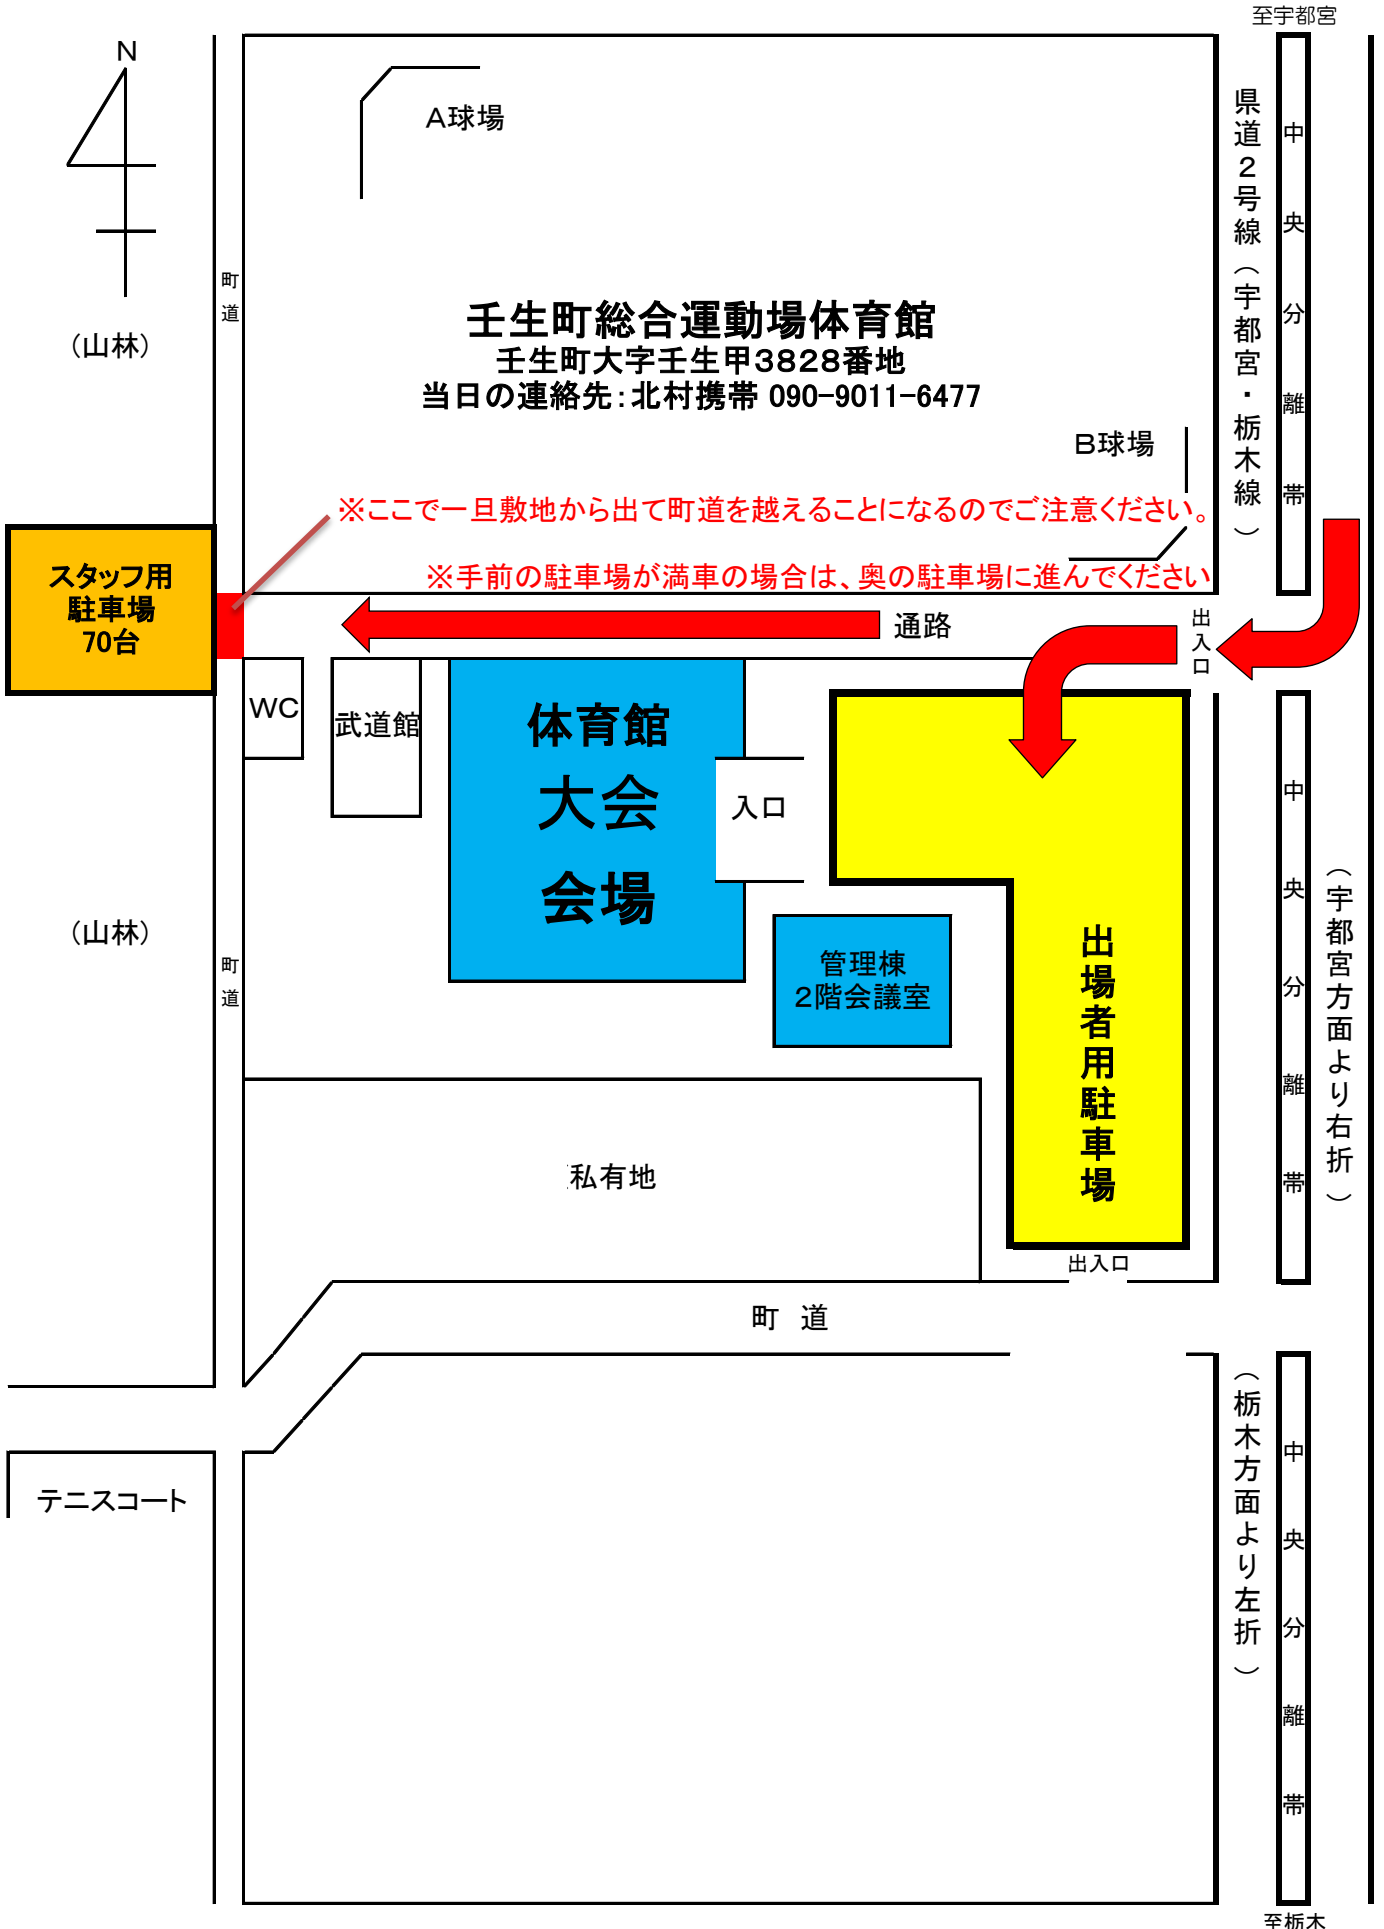 至宇都宮
N
A球場
県道2号線（宇都宮・栃木線）
中央分離帯
町道
壬生町総合運動場体育館
壬生町大字壬生甲3828番地
当日の連絡先：北村携帯 090-9011-6477
（山林）
B球場
※ここで一旦敷地から出て町道を越えることになるのでご注意ください。
※手前の駐車場が満車の場合は、奥の駐車場に進んでください
スタッフ用
駐車場
70台
通路
出入口
WC
武道館
体育館
大会
会場
入口
中央分離帯
（宇都宮方面より右折）
（山林）
町道
管理棟
2階会議室
出場者用駐車場
私有地
出入口
町 道
（栃木方面より左折）
中央分離帯
テニスコート
至栃木